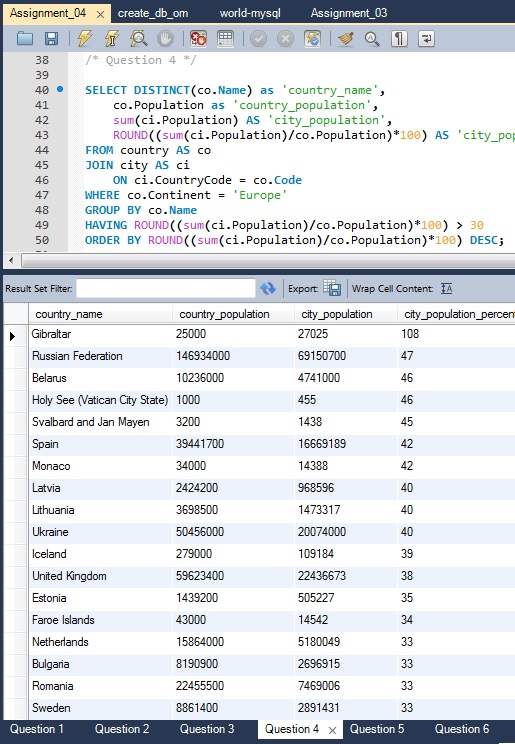 Assignment_04 × create_db_om world-mysql Assignment_03
38 /* Question 4 */
39
40 SELECT DISTINCT(co.Name) as 'country_name',
41 co.Population as 'country_population',
42 sum(ci.Population) AS 'city_population',
43 ROUND((sum(ci.Population)/co.Population)*100) AS 'city_pop
44 FROM country AS co
45 JOIN city AS ci
46 ON ci.CountryCode = co.Code
47 WHERE co.Continent = 'Europe'
48 GROUP BY co.Name
49 HAVING ROUND((sum(ci.Population)/co.Population)*100) > 30
50 ORDER BY ROUND((sum(ci.Population)/co.Population)*100) DESC;
Result Set Filter: Export: Wrap Cell Content:
country_name country_population city_population city_population_percent
Gibraltar 25000 27025 108
Russian Federation 146934000 69150700 47
Belarus 10236000 4741000 46
Holy See (Vatican City State) 1000 455 46
Svalbard and Jan Mayen 3200 1438 45
Spain 39441700 16669189 42
Monaco 34000 14388 42
Latvia 2424200 968596 40
Lithuania 3698500 1473317 40
Ukraine 50456000 20074000 40
Iceland 279000 109184 39
United Kingdom 59623400 22436673 38
Estonia 1439200 505227 35
Faroe Islands 43000 14542 34
Netherlands 15864000 5180049 33
Bulgaria 8190900 2696915 33
Romania 22455500 7469006 33
Sweden 8861400 2891431 33
Question 1 Question 2 Question 3 Question 4 × Question 5 Question 6